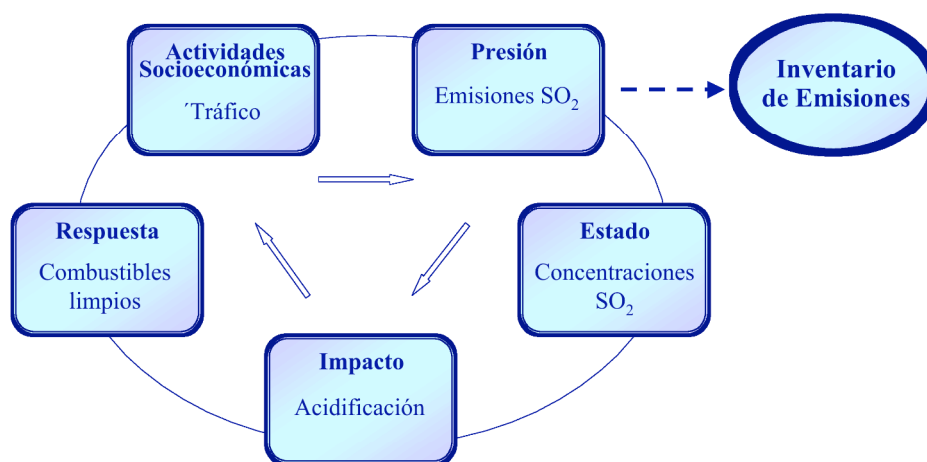 Actividades
Socioeconómicas
´Tráfico
Presión
Emisiones SO₂
Inventario
de Emisiones
Respuesta
Combustibles
limpios
Estado
Concentraciones
SO₂
Impacto
Acidificación